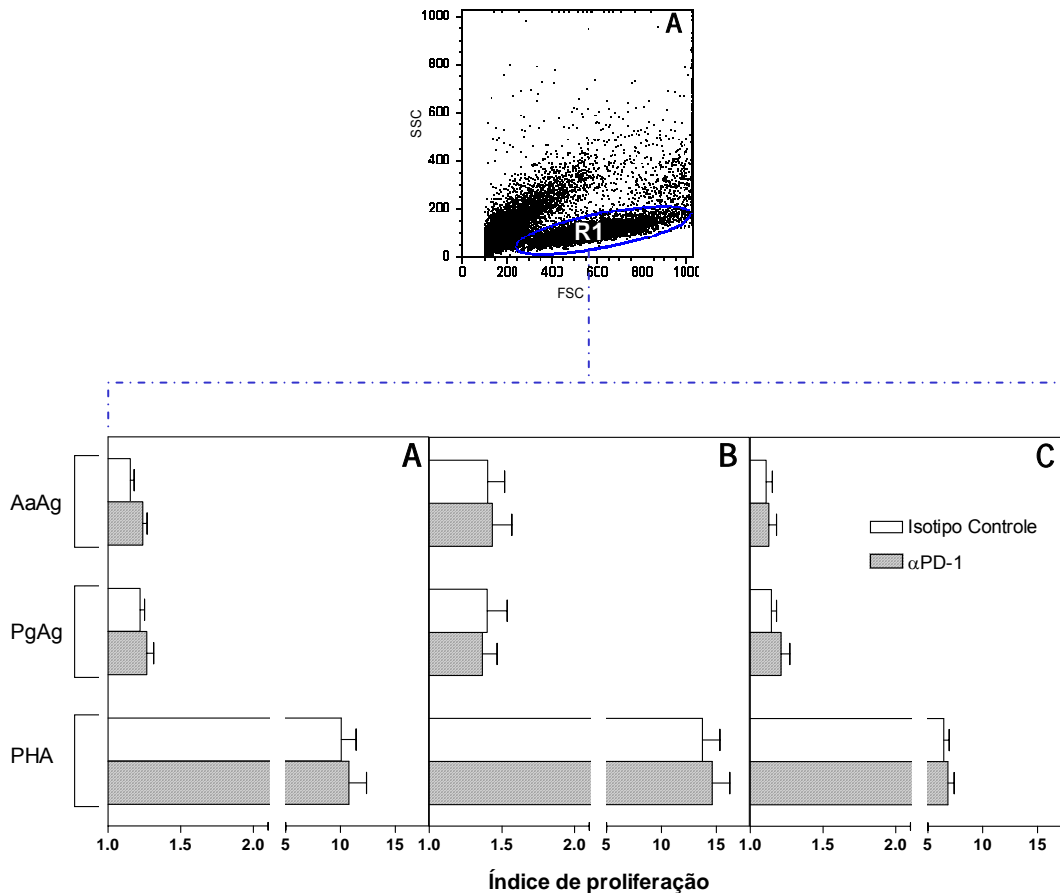 A
1000
800
600
400
200
0
SSC
R1
0 200 400 600 800 1000
FSC
A B C
AaAg
PgAg
PHA
Isotipo Controle
αPD-1
1.0 1.5 2.0 5 10 15 1.0 1.5 2.0 5 10 15 1.0 1.5 2.0 5 10 15
Índice de proliferação